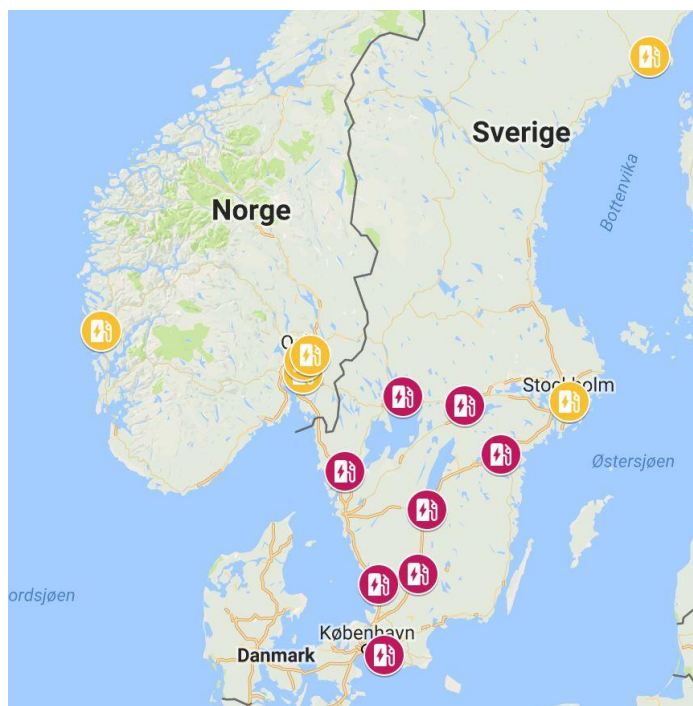 Sverige
Bottenvika
Norge
Stockholm
Østersjøen
ordsjøen
København
Danmark